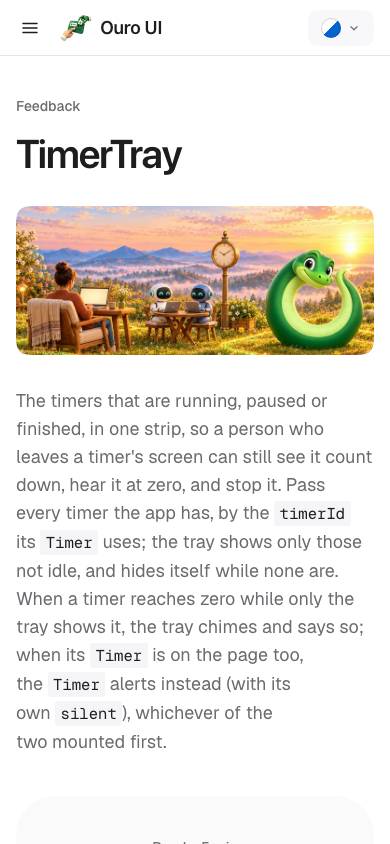 Ouro UI
Feedback
TimerTray
The timers that are running, paused or
finished, in one strip, so a person who
leaves a timer's screen can still see it count
down, hear it at zero, and stop it. Pass
every timer the app has, by the timerId
its Timer uses; the tray shows only those
not idle, and hides itself while none are.
When a timer reaches zero while only the
tray shows it, the tray chimes and says so;
when its Timer is on the page too,
the Timer alerts instead (with its
own silent), whichever of the
two mounted first.